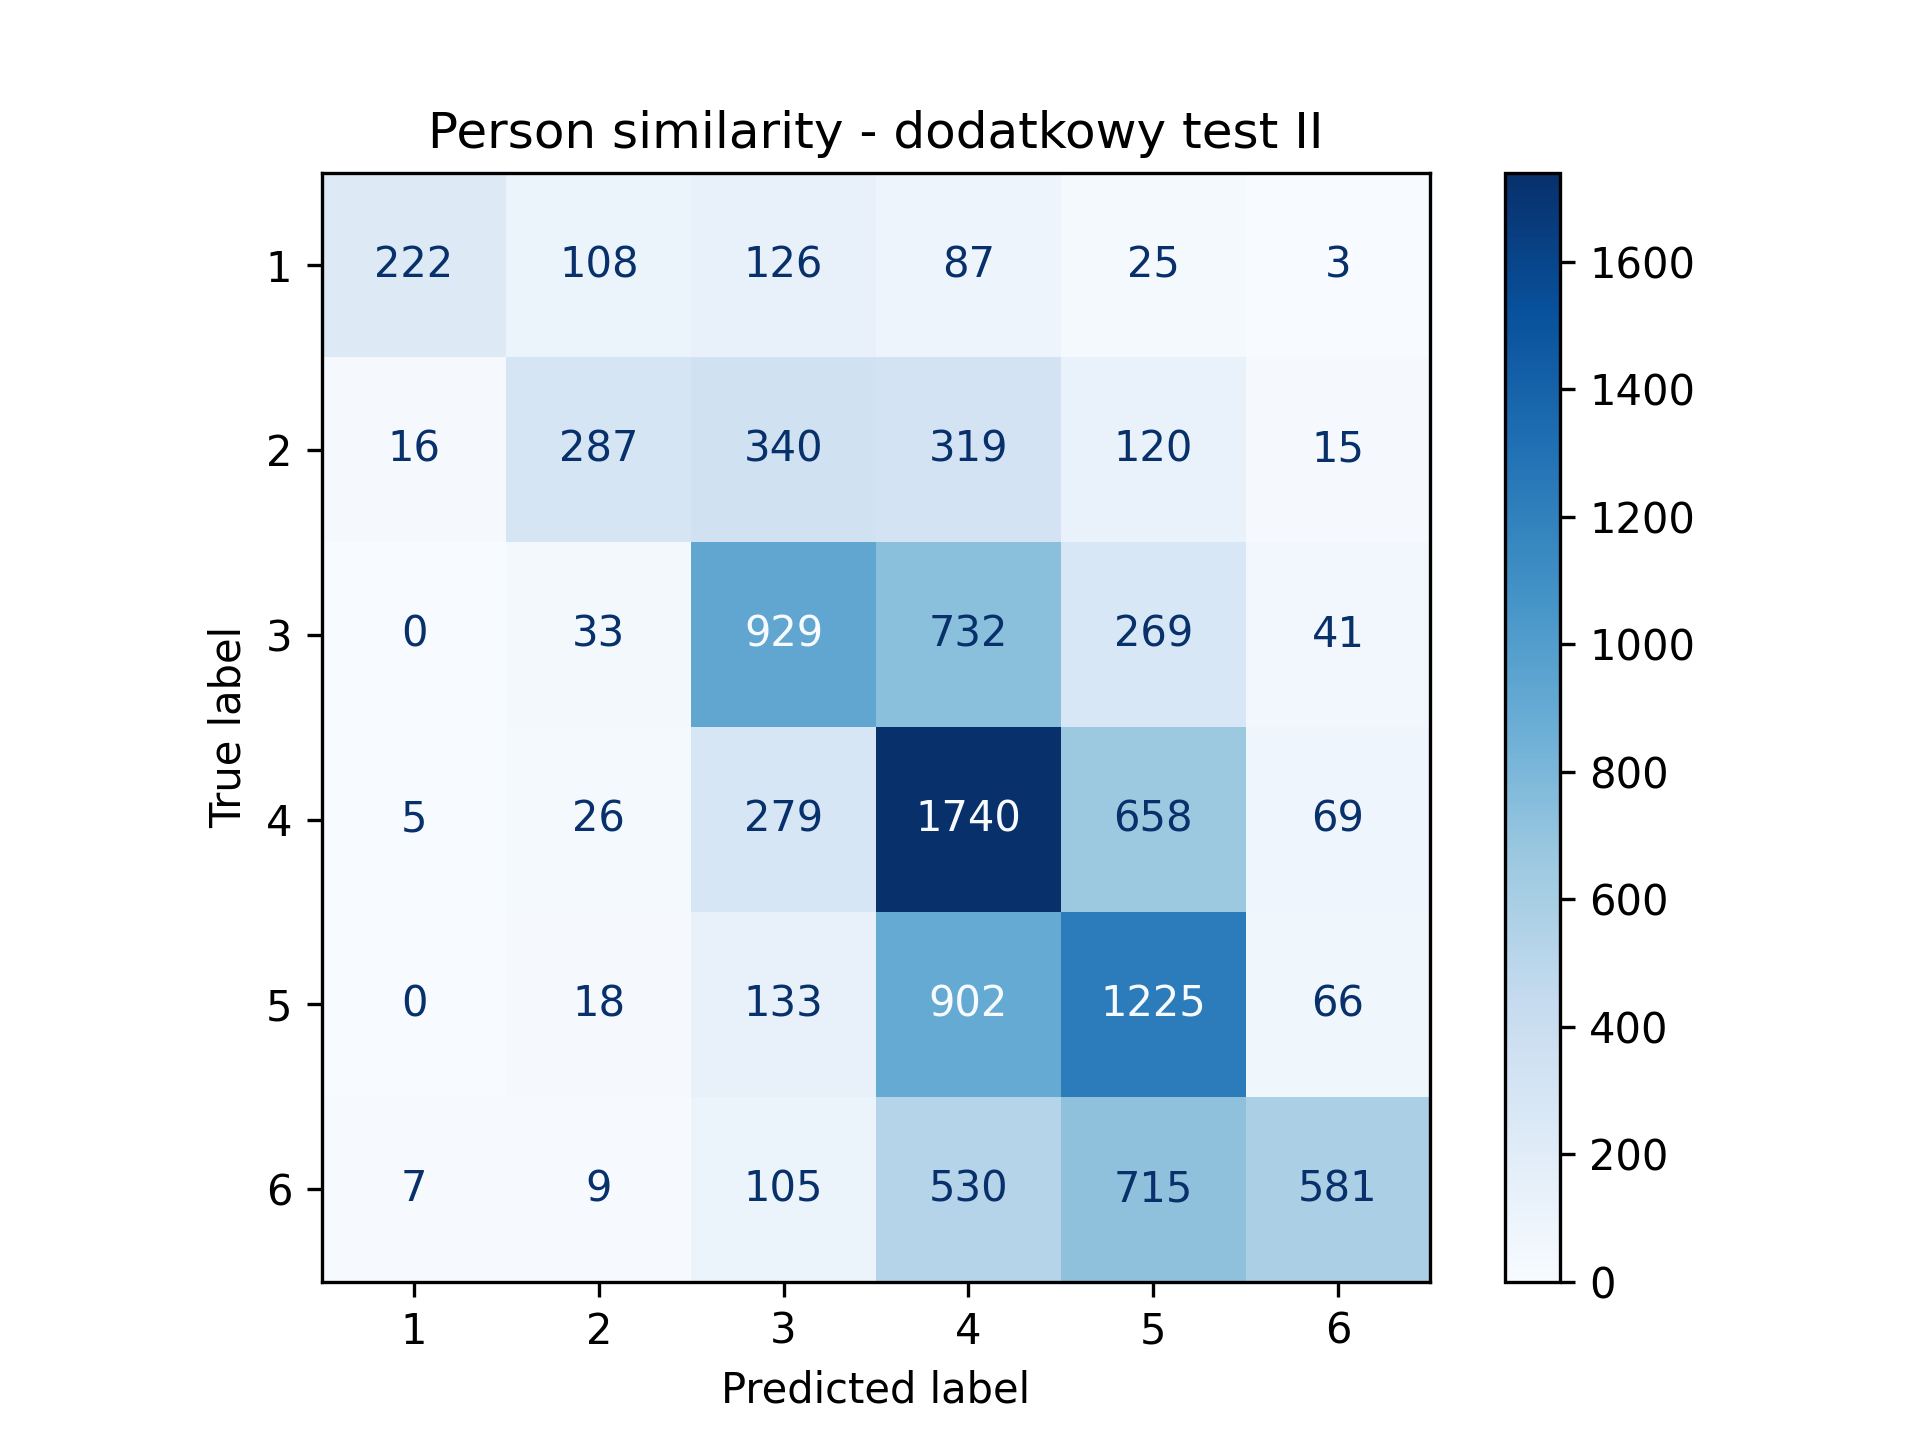 Person similarity - dodatkowy test II
1 222 108 126 87 25 3
2 16 287 340 319 120 15
3 0 33 929 732 269 41
4 5 26 279 1740 658 69
5 0 18 133 902 1225 66
6 7 9 105 530 715 581
1 2 3 4 5 6
Predicted label
True label
1600
1400
1200
1000
800
600
400
200
0